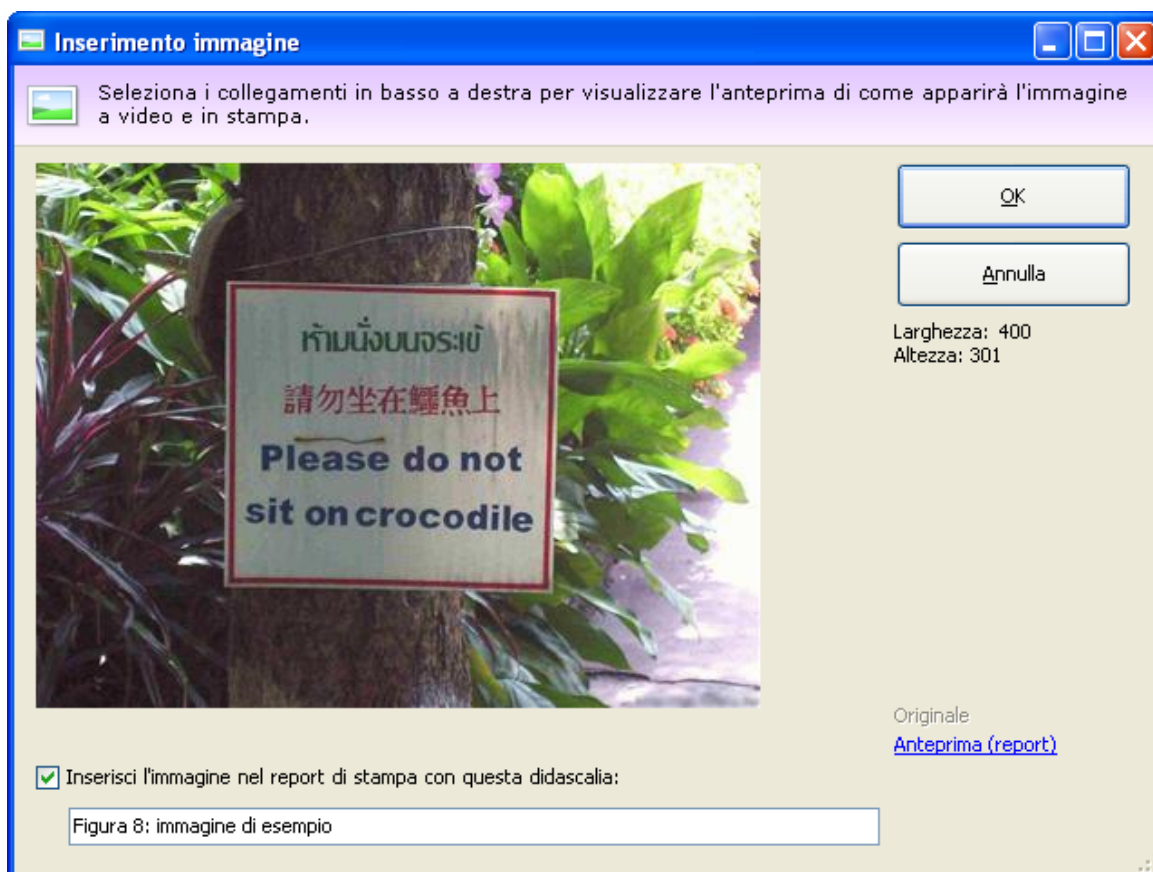 Inserimento immagine
Seleziona i collegamenti in basso a destra per visualizzare l'anteprima di come apparirà l'immagine
a video e in stampa.
ห้ามนั่งบนจระเข้
請勿坐在鱷魚上
Please do not
sit on crocodile
OK
Annulla
Larghezza: 400
Altezza: 301
Originale
Anteprima (report)
Inserisci l'immagine nel report di stampa con questa didascalia:
Figura 8: immagine di esempio